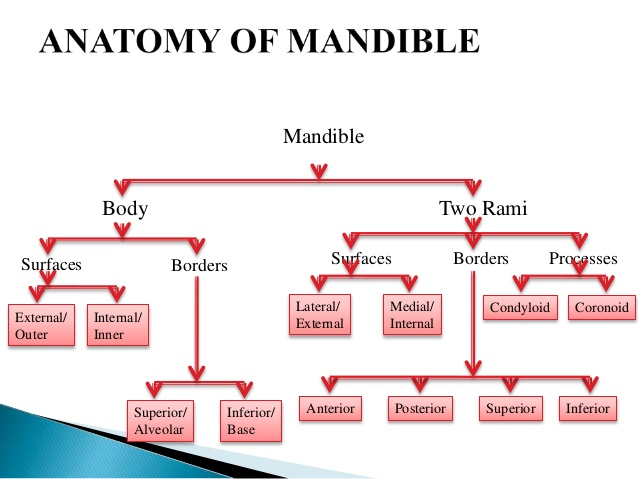 ANATOMY OF MANDIBLE
Mandible
Body
Two Rami
Surfaces
Borders
Surfaces
Borders
Processes
External/
Outer
Internal/
Inner
Lateral/
External
Medial/
Internal
Condyloid
Coronoid
Superior/
Alveolar
Inferior/
Base
Anterior
Posterior
Superior
Inferior